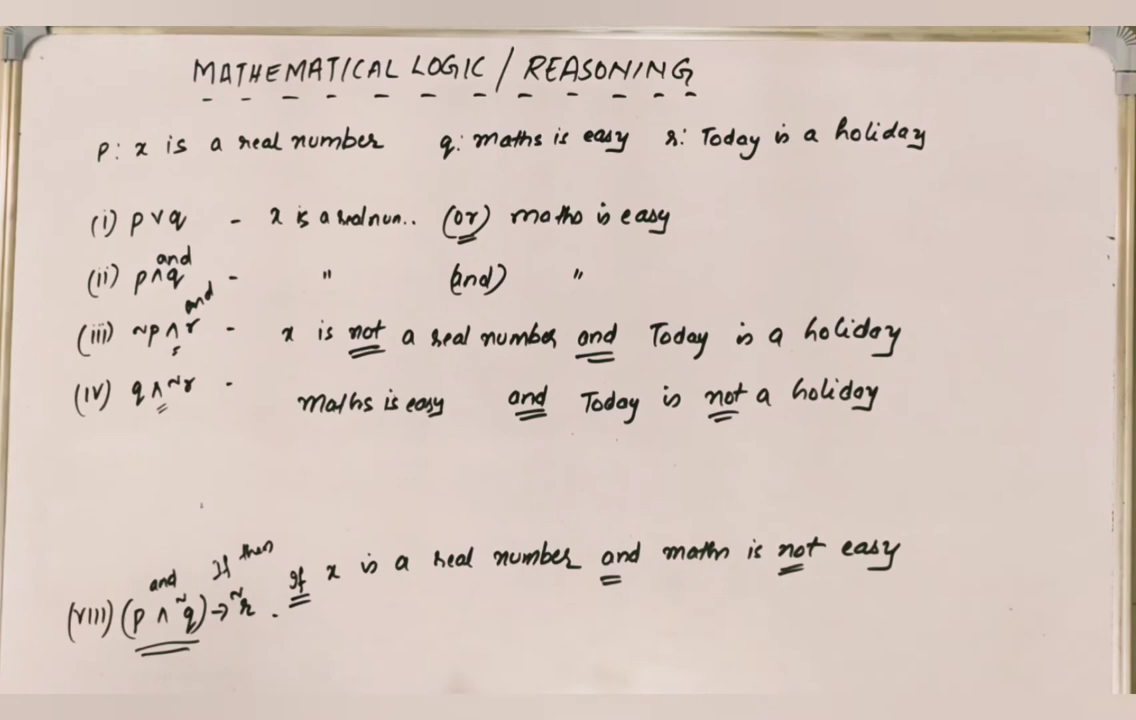 MATHEMATICAL LOGIC / REASONING
p: x is a real number q: maths is easy r: Today is a holiday
(i) p ∨ q - x is a real num.. (or) maths is easy
and
(ii) p ∧ q - " (and) "
and
(iii) ~p ∧ r - x is not a real number and Today is a holiday
(iv) q ∧ ~r - Maths is easy and Today is not a holiday
and If then
(viii) (p ∧ ~q) → ~r . If x is a real number and maths is not easy